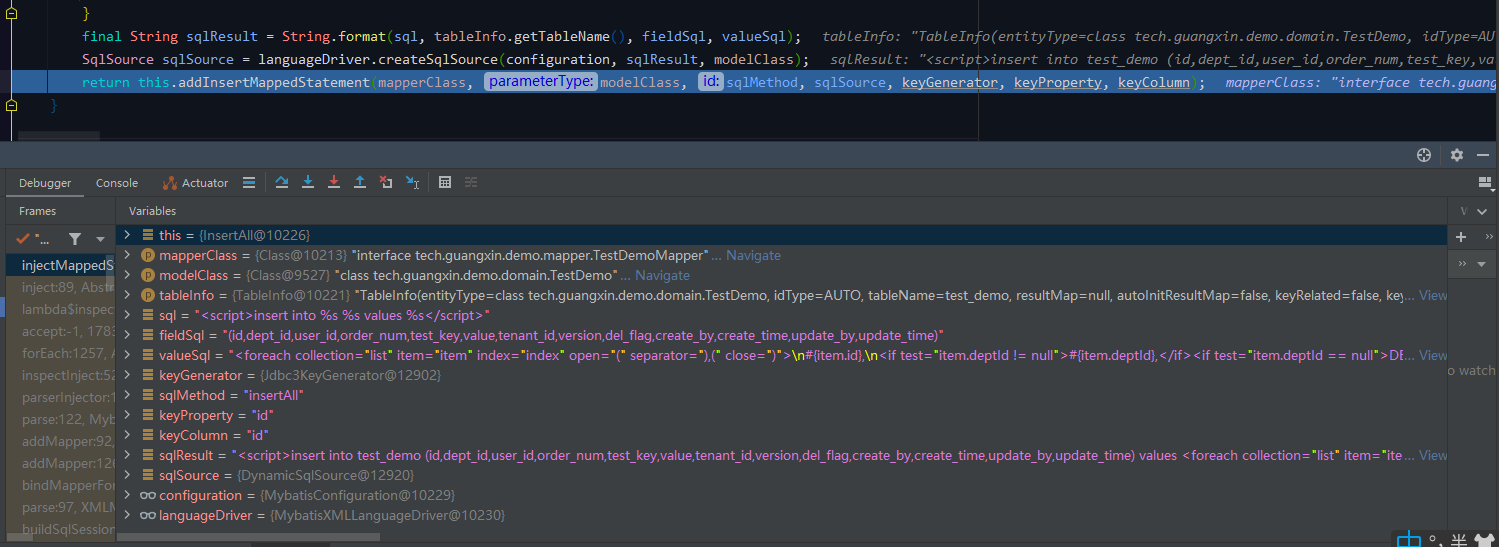 }
final String sqlResult = String.format(sql, tableInfo.getTableName(), fieldSql, valueSql); tableInfo: "TableInfo(entityType=class tech.guangxin.demo.domain.TestDemo, idType=AU
SqlSource sqlSource = languageDriver.createSqlSource(configuration, sqlResult, modelClass); sqlResult: "<script>insert into test_demo (id,dept_id,user_id,order_num,test_key,va
return this.addInsertMappedStatement(mapperClass, parameterType: modelClass, id: sqlMethod, sqlSource, keyGenerator, keyProperty, keyColumn); mapperClass: "interface tech.guang
}
Debugger Console Actuator
Frames Variables
"...
this = {InsertAll@10226}
mapperClass = {Class@10213} "interface tech.guangxin.demo.mapper.TestDemoMapper"... Navigate
injectMappedS modelClass = {Class@9527} "class tech.guangxin.demo.domain.TestDemo"... Navigate
inject:89, Abstr tableInfo = {TableInfo@10221} "TableInfo(entityType=class tech.guangxin.demo.domain.TestDemo, idType=AUTO, tableName=test_demo, resultMap=null, autoInitResultMap=false, keyRelated=false, key... View
lambda$inspec sql = "<script>insert into %s %s values %s</script>"
accept:-1, 1783 fieldSql = "(id,dept_id,user_id,order_num,test_key,value,tenant_id,version,del_flag,create_by,create_time,update_by,update_time)"
forEach:1257, A valueSql = "<foreach collection="list" item="item" index="index" open="(" separator="),(" close=")">\n#{item.id},\n<if test="item.deptId != null">#{item.deptId},</if><if test="item.deptId == null">DE... View
inspectInject:52 keyGenerator = {Jdbc3KeyGenerator@12902} o watch
parserInjector:1 sqlMethod = "insertAll"
parse:122, Myb keyProperty = "id"
addMapper:92, keyColumn = "id"
addMapper:126 sqlResult = "<script>insert into test_demo (id,dept_id,user_id,order_num,test_key,value,tenant_id,version,del_flag,create_by,create_time,update_by,update_time) values <foreach collection="list" item="ite... View
bindMapperFor sqlSource = {DynamicSqlSource@12920}
parse:97, XMLM configuration = {MybatisConfiguration@10229}
buildSqlSession languageDriver = {MybatisXMLLanguageDriver@10230}
中 °, 半